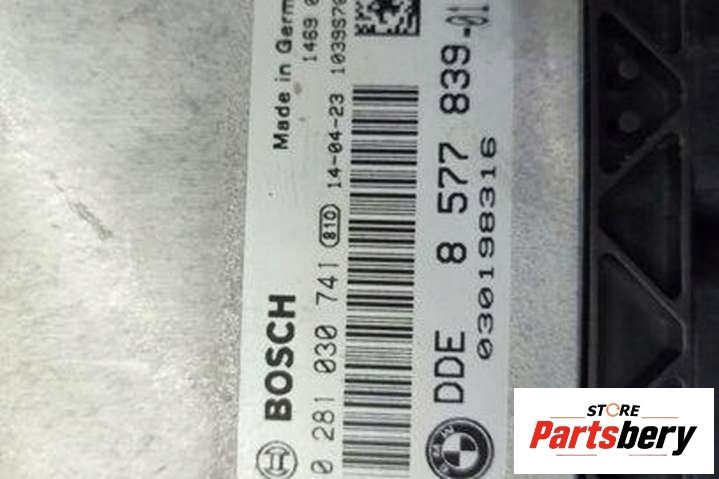 Made in Germ
1469
BOSCH
0 281 030 741 810 14-04-23
DDE 8 577 839-01
030198316
STORE
Partsbery